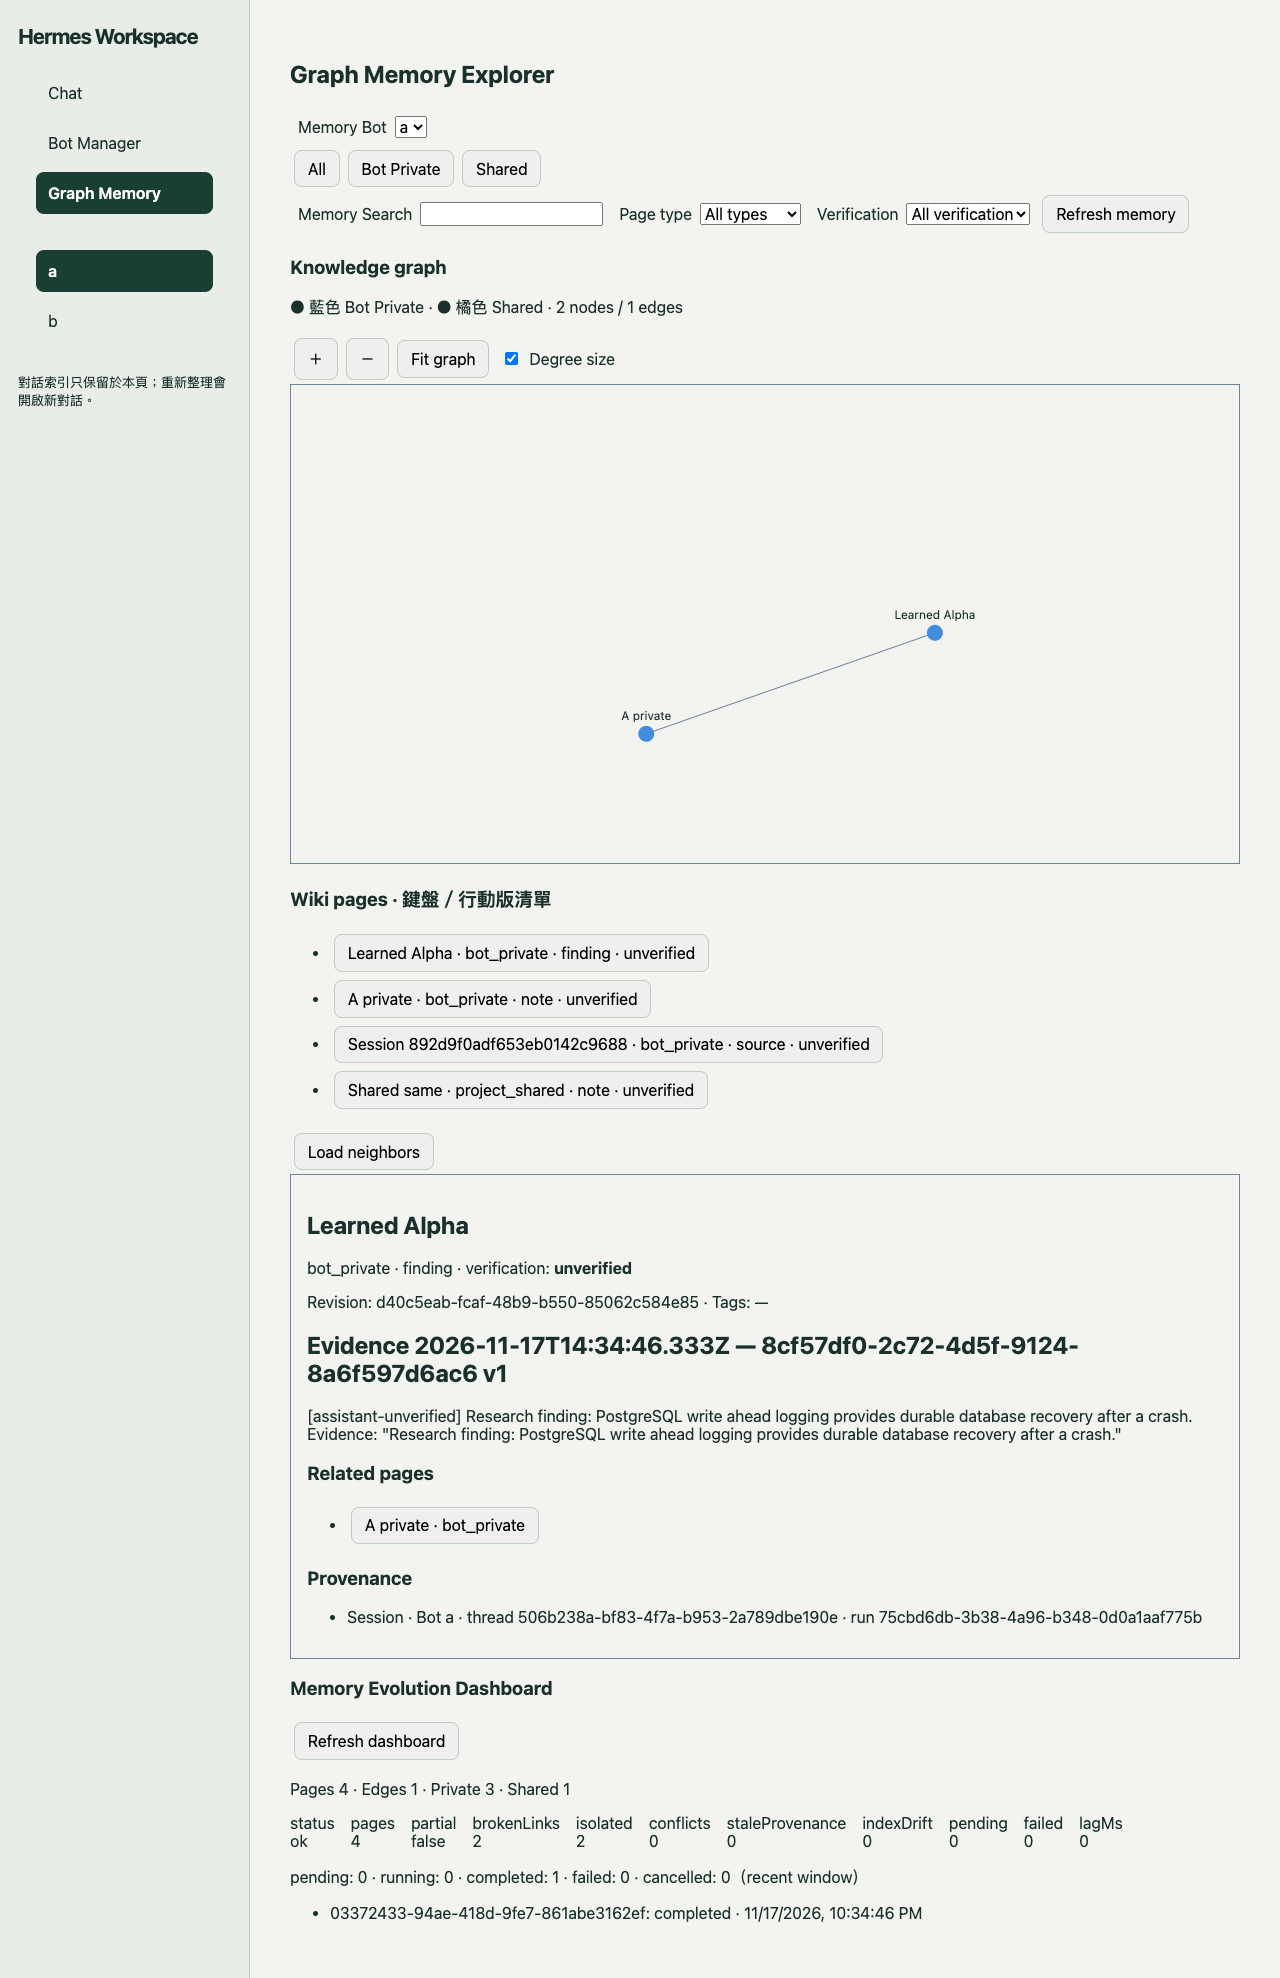 Hermes Workspace
Chat
Bot Manager
Graph Memory
a
b
對話索引只保留於本頁；重新整理會
開啟新對話。
Graph Memory Explorer
Memory Bot a
All Bot Private Shared
Memory Search Page type All types Verification All verification Refresh memory
Knowledge graph
● 藍色 Bot Private · ● 橘色 Shared · 2 nodes / 1 edges
+ − Fit graph Degree size
Learned Alpha
A private
Wiki pages · 鍵盤／行動版清單
• Learned Alpha · bot_private · finding · unverified
• A private · bot_private · note · unverified
• Session 892d9f0adf653eb0142c9688 · bot_private · source · unverified
• Shared same · project_shared · note · unverified
Load neighbors
Learned Alpha
bot_private · finding · verification: unverified
Revision: d40c5eab-fcaf-48b9-b550-85062c584e85 · Tags: —
Evidence 2026-11-17T14:34:46.333Z — 8cf57df0-2c72-4d5f-9124-
8a6f597d6ac6 v1
[assistant-unverified] Research finding: PostgreSQL write ahead logging provides durable database recovery after a crash.
Evidence: "Research finding: PostgreSQL write ahead logging provides durable database recovery after a crash."
Related pages
• A private · bot_private
Provenance
• Session · Bot a · thread 506b238a-bf83-4f7a-b953-2a789dbe190e · run 75cbd6db-3b38-4a96-b348-0d0a1aaf775b
Memory Evolution Dashboard
Refresh dashboard
Pages 4 · Edges 1 · Private 3 · Shared 1
status pages partial brokenLinks isolated conflicts staleProvenance indexDrift pending failed lagMs
ok 4 false 2 2 0 0 0 0 0 0
pending: 0 · running: 0 · completed: 1 · failed: 0 · cancelled: 0（recent window）
• 03372433-94ae-418d-9fe7-861abe3162ef: completed · 11/17/2026, 10:34:46 PM